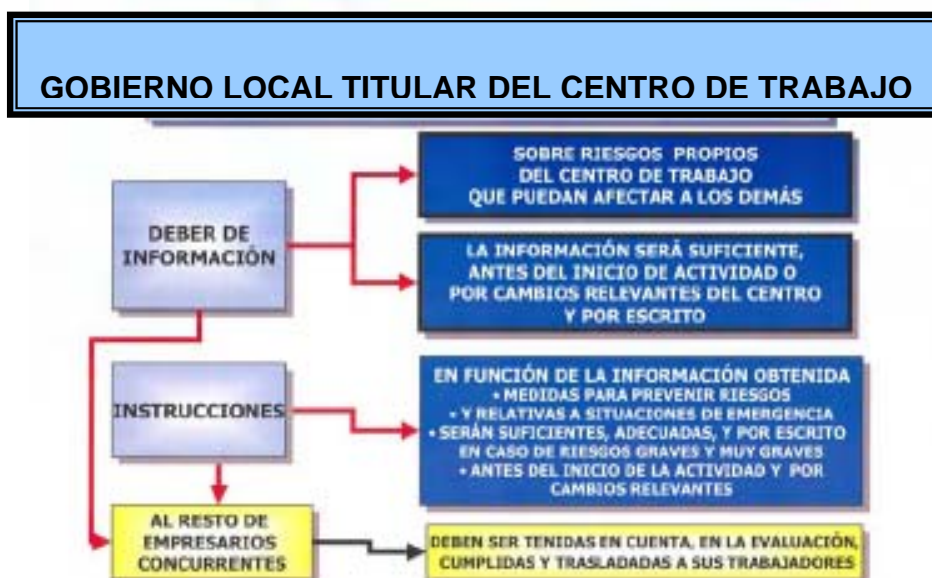 GOBIERNO LOCAL TITULAR DEL CENTRO DE TRABAJO
SOBRE RIESGOS PROPIOS
DEL CENTRO DE TRABAJO
QUE PUEDAN AFECTAR A LOS DEMÁS
DEBER DE
INFORMACIÓN
LA INFORMACIÓN SERÁ SUFICIENTE,
ANTES DEL INICIO DE ACTIVIDAD O
POR CAMBIOS RELEVANTES DEL CENTRO
Y POR ESCRITO
INSTRUCCIONES
EN FUNCIÓN DE LA INFORMACIÓN OBTENIDA
• MEDIDAS PARA PREVENIR RIESGOS
• Y RELATIVAS A SITUACIONES DE EMERGENCIA
• SERÁN SUFICIENTES, ADECUADAS, Y POR ESCRITO
EN CASO DE RIESGOS GRAVES Y MUY GRAVES
• ANTES DEL INICIO DE LA ACTIVIDAD Y POR
CAMBIOS RELEVANTES
AL RESTO DE
EMPRESARIOS
CONCURRENTES
DEBEN SER TENIDAS EN CUENTA, EN LA EVALUACIÓN,
CUMPLIDAS Y TRASLADADAS A SUS TRABAJADORES